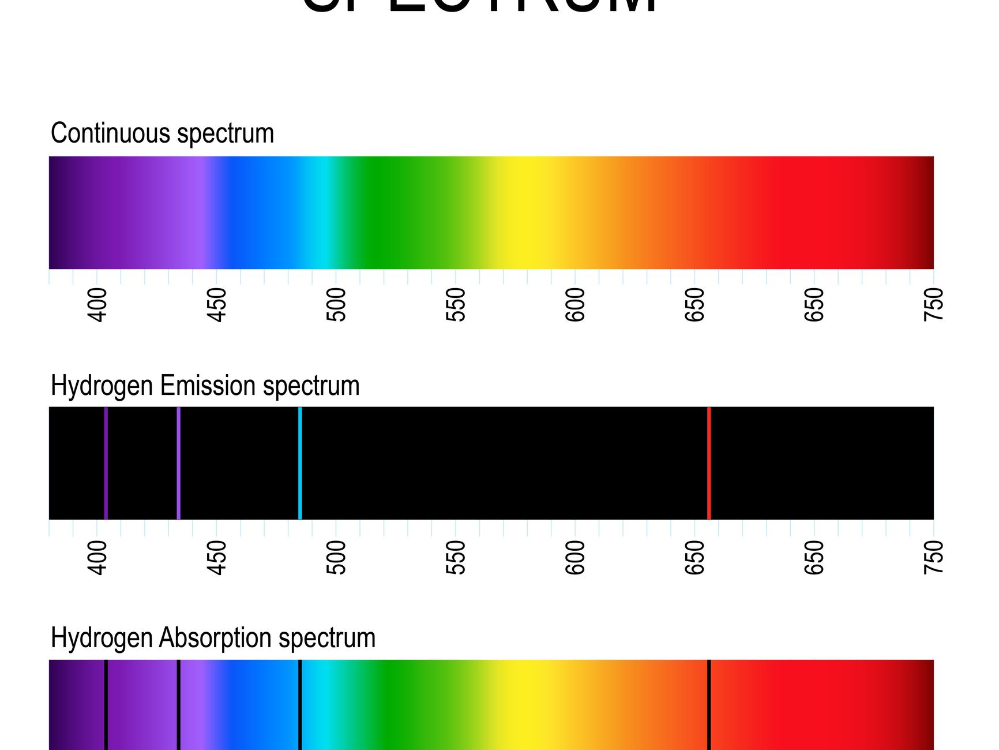 SPECTRUM
Continuous spectrum
400 450 500 550 600 650 650 750
Hydrogen Emission spectrum
400 450 500 550 600 650 650 750
Hydrogen Absorption spectrum